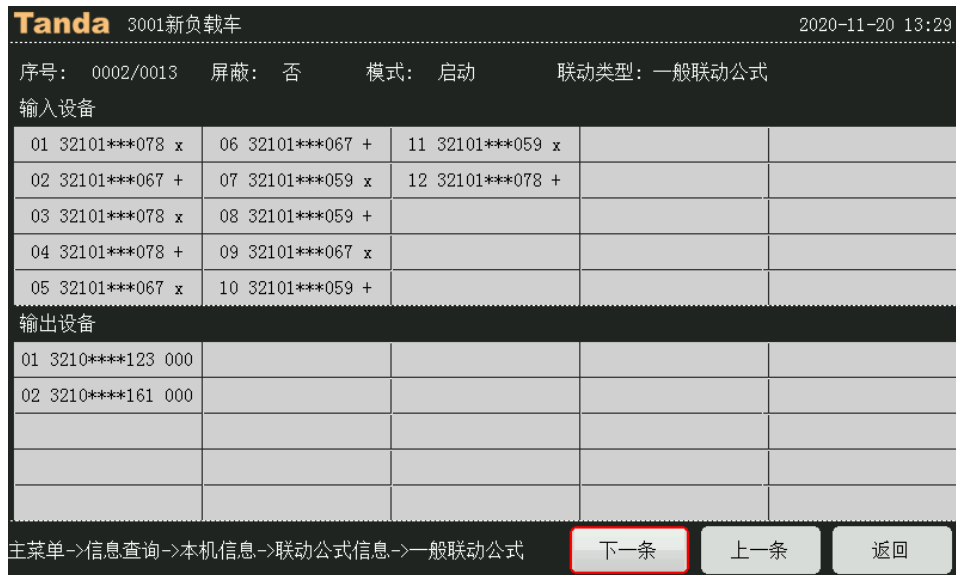 Tanda 3001新负载车 2020-11-20 13:29
序号: 0002/0013 屏蔽: 否 模式: 启动 联动类型: 一般联动公式
输入设备
01 32101***078 x 06 32101***067 + 11 32101***059 x
02 32101***067 + 07 32101***059 x 12 32101***078 +
03 32101***078 x 08 32101***059 +
04 32101***078 + 09 32101***067 x
05 32101***067 x 10 32101***059 +
输出设备
01 3210****123 000
02 3210****161 000
主菜单->信息查询->本机信息->联动公式信息->一般联动公式 下一条 上一条 返回